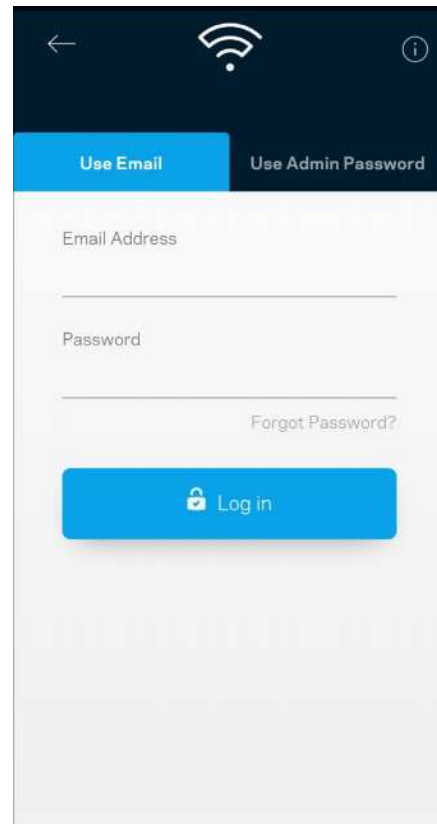 Use Email
Use Admin Password
Email Address
Password
Forgot Password?
Log in